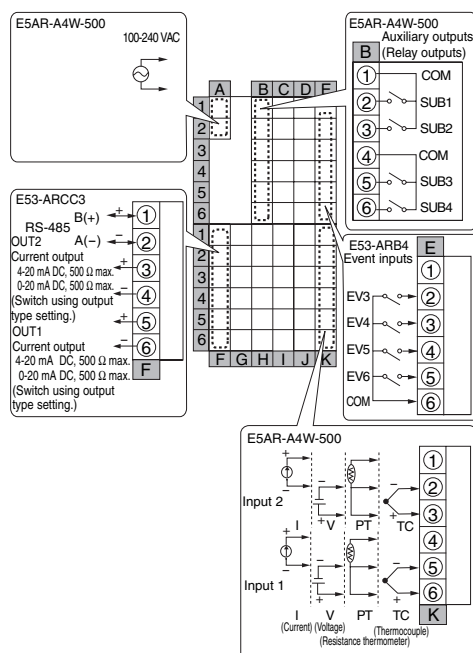 E5AR-A4W-500
100-240 VAC
E5AR-A4W-500
Auxiliary outputs
(Relay outputs)
B
1 COM
2 SUB1
3 SUB2
4 COM
5 SUB3
6 SUB4
A B C D E
1
2
3
4
5
6
1
2
3
4
5
6
F G H I J K
E53-ARCC3
B(+) + 1
RS-485
OUT2 A(−) − 2
Current output
4-20 mA DC, 500 Ω max. + 3
0-20 mA DC, 500 Ω max. − 4
(Switch using output
type setting.) + 5
OUT1
Current output − 6
4-20 mA DC, 500 Ω max.
0-20 mA DC, 500 Ω max. F
(Switch using output
type setting.)
E53-ARB4 E
Event inputs
1
EV3 2
EV4 3
EV5 4
EV6 5
COM 6
E5AR-A4W-500
+ − 1
− 2
Input 2 − + 3
I +V PT TC
+ − 4
− 5
Input 1 − + 6
+
I V PT TC K
(Current) (Voltage) (Thermocouple)
(Resistance thermometer)